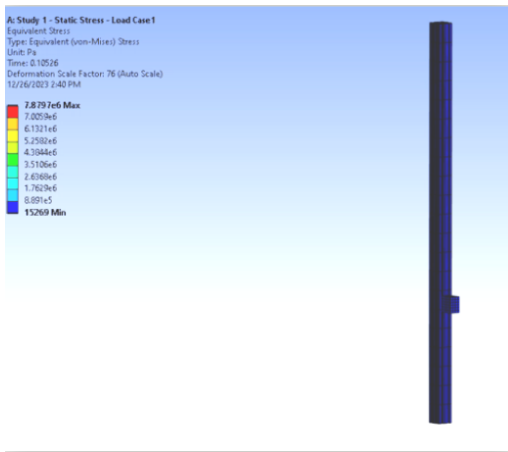 A: Study 1 - Static Stress - Load Case1
Equivalent Stress
Type: Equivalent (von-Mises) Stress
Unit: Pa
Time: 0.10526
Deformation Scale Factor: 76 (Auto Scale)
12/26/2023 2:40 PM
7.8797e6 Max
7.0059e6
6.1321e6
5.2582e6
4.3844e6
3.5106e6
2.6368e6
1.7629e6
8.891e5
15269 Min